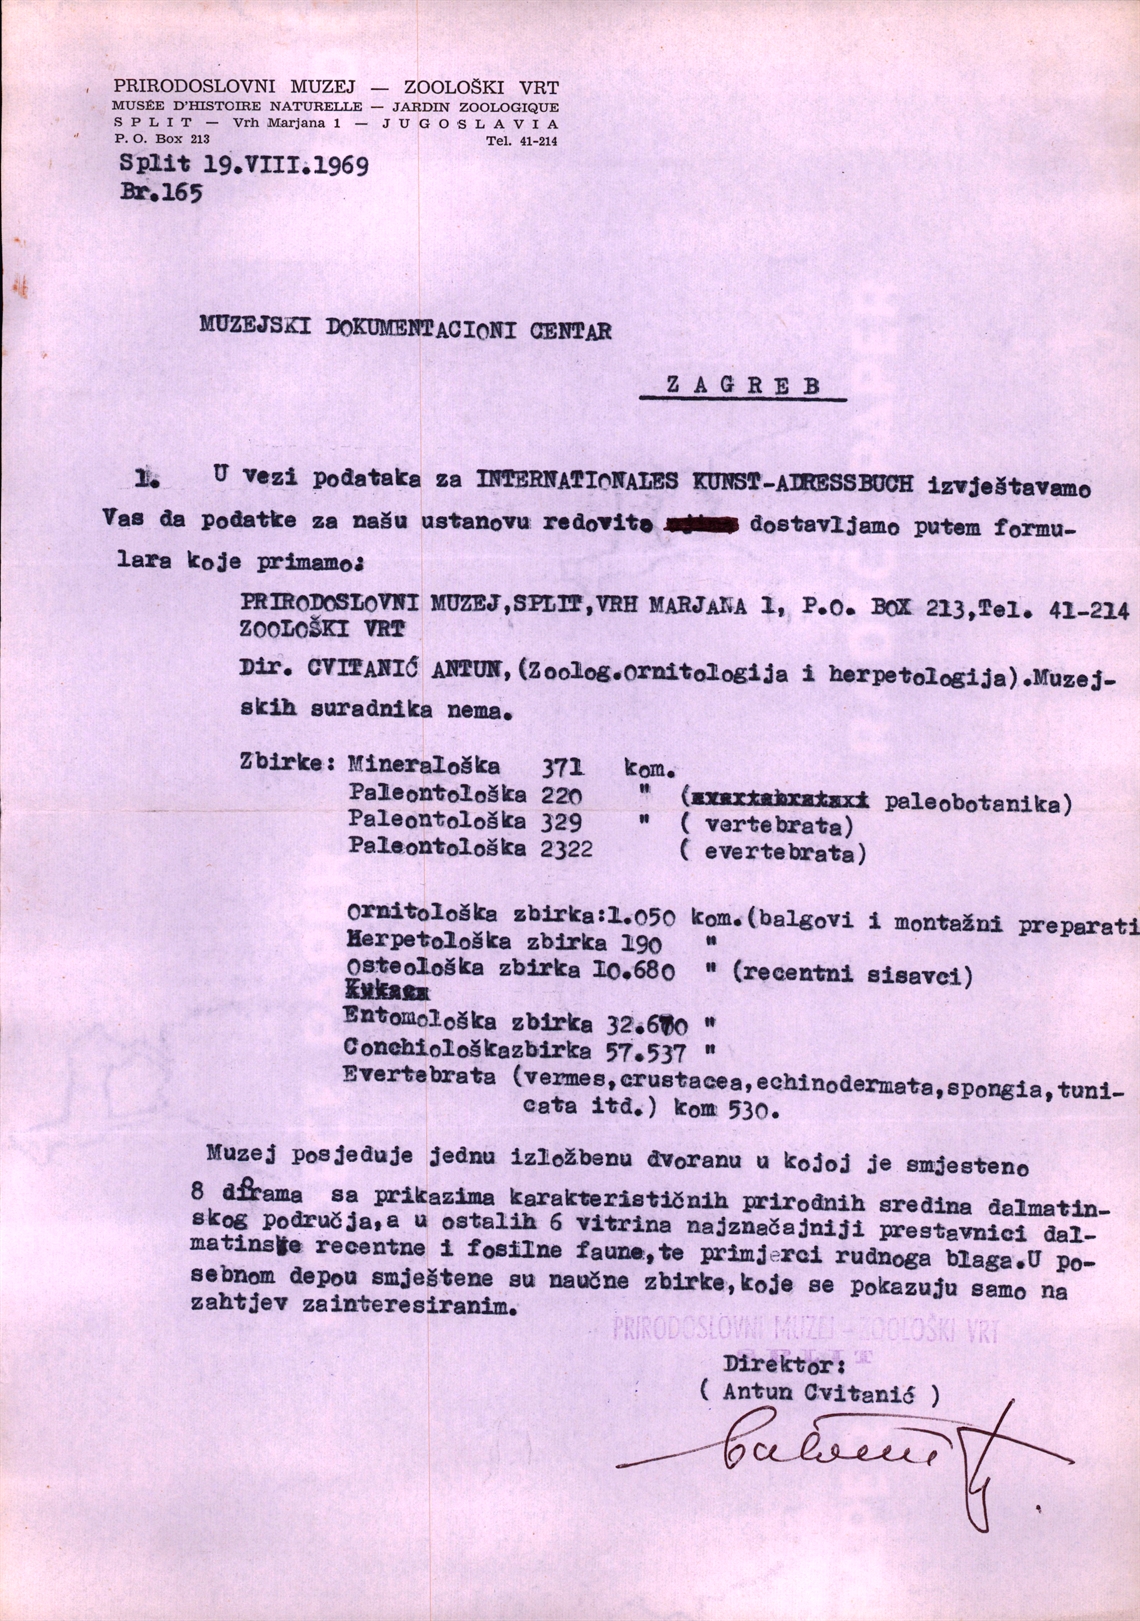 PRIRODOSLOVNI MUZEJ — ZOOLOŠKI VRT
MUSÉE D'HISTOIRE NATURELLE — JARDIN ZOOLOGIQUE
SPLIT — Vrh Marjana 1 — JUGOSLAVIA
P. O. Box 213 Tel. 41-214
Split 19.VIII.1969
Br.165
MUZEJSKI DOKUMENTACIONI CENTAR
ZAGREB
1. U vezi podataka za INTERNATIONALES KUNST-ADRESSBUCH izvještavamo
Vas da podatke za našu ustanovu redovito dostavljamo putem formu-
lara koje primamo:
PRIRODOSLOVNI MUZEJ,SPLIT,VRH MARJANA 1, P.O. BOX 213,Tel. 41-214
ZOOLOŠKI VRT
Dir. CVITANIĆ ANTUN,(Zoolog.Ornitologija i herpetologija).Muzej-
skih suradnika nema.
Zbirke: Mineraloška 371 kom.
Paleontološka 220 " ( paleobotanika)
Paleontološka 329 " ( vertebrata)
Paleontološka 2322 ( evertebrata)
Ornitološka zbirka:1.050 kom.(balgovi i montažni preparati
Herpetološka zbirka 190 "
Osteološka zbirka 10.680 " (recentni sisavci)
Entomološka zbirka 32.670 "
Conchiološkazbirka 57.537 "
Evertebrata (vermes,crustacea,echinodermata,spongia,tuni-
cata itd.) kom 530.
Muzej posjeduje jednu izložbenu dvoranu u kojoj je smjesteno
8 dirama sa prikazima karakterističnih prirodnih sredina dalmatin-
skog područja,a u ostalih 6 vitrina najznačajniji prestavnici dal-
matinske recentne i fosilne faune,te primjerci rudnoga blaga.U po-
sebnom depou smještene su naučne zbirke,koje se pokazuju samo na
zahtjev zainteresiranim.
PRIRODOSLOVNI MUZEJ — ZOOLOŠKI VRT
Direktor:
( Antun Cvitanić )